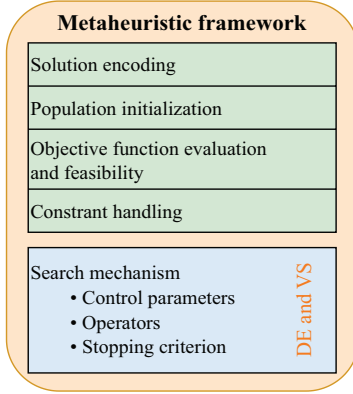 Metaheuristic framework
Solution encoding
Population initialization
Objective function evaluation
and feasibility
Constrant handling
Search mechanism
• Control parameters
• Operators
• Stopping criterion
DE and VS